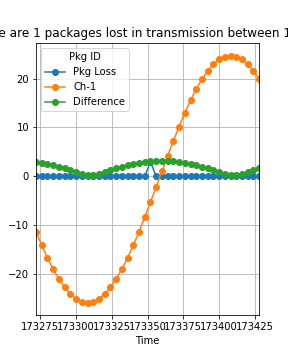 e are 1 packages lost in transmission between 1
Pkg ID
Pkg Loss
Ch-1
Difference
20
10
0
−10
−20
173275 173300 173325 173350 173375 173400 173425
Time